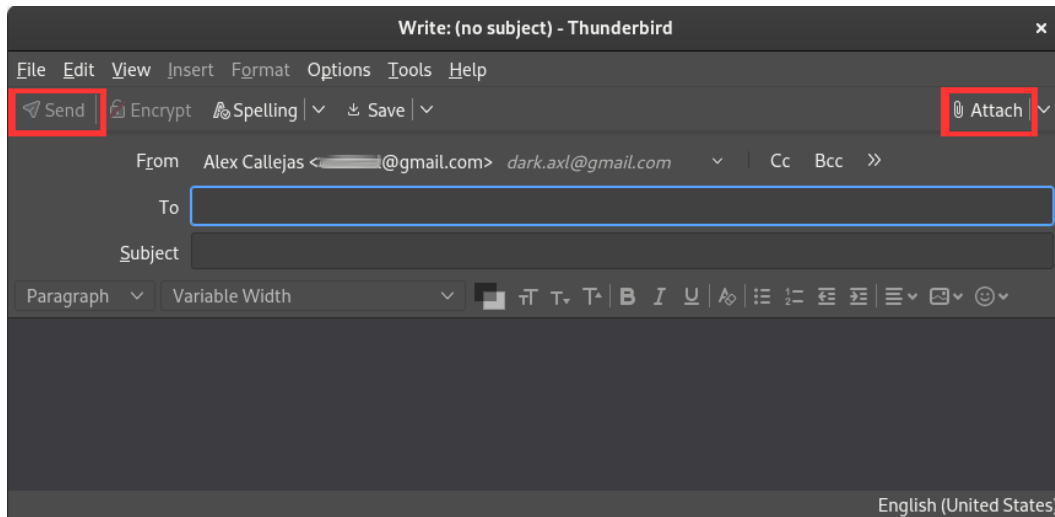 Write: (no subject) - Thunderbird
File Edit View Insert Format Options Tools Help
Send Encrypt Spelling Save Attach
From Alex Callejas < @gmail.com> dark.axl@gmail.com Cc Bcc »
To
Subject
Paragraph Variable Width
English (United States)